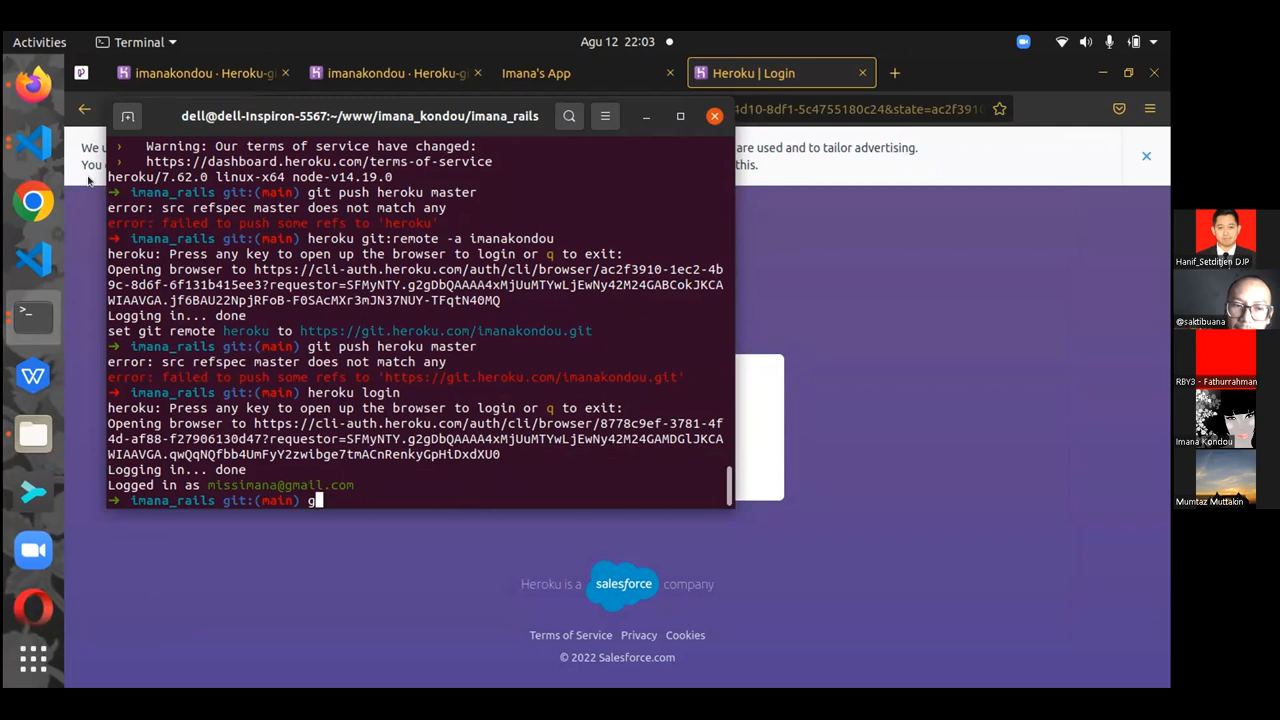 Activities
Terminal
Agu 12 22:03
imanakondou · Heroku-gi
imanakondou · Heroku-gi
Imana's App
Heroku | Login
dell@dell-Inspiron-5567:~/www/imana_kondou/imana_rails
4d10-8df1-5c4755180c24&state=ac2f3910
We u
are used and to tailor advertising.
You
this.
› Warning: Our terms of service have changed:
› https://dashboard.heroku.com/terms-of-service
heroku/7.62.0 linux-x64 node-v14.19.0
➜ imana_rails git:(main) git push heroku master
error: src refspec master does not match any
error: failed to push some refs to 'heroku'
➜ imana_rails git:(main) heroku git:remote -a imanakondou
heroku: Press any key to open up the browser to login or q to exit:
Opening browser to https://cli-auth.heroku.com/auth/cli/browser/ac2f3910-1ec2-4b
9c-8d6f-6f131b415ee3?requestor=SFMyNTY.g2gDbQAAAA4xMjUuMTYwLjEwNy42M24GABCokJKCA
WIAAVGA.jf6BAU22NpjRFoB-F0SAcMXr3mJN37NUY-TFqtN40MQ
Logging in... done
set git remote heroku to https://git.heroku.com/imanakondou.git
➜ imana_rails git:(main) git push heroku master
error: src refspec master does not match any
error: failed to push some refs to 'https://git.heroku.com/imanakondou.git'
➜ imana_rails git:(main) heroku login
heroku: Press any key to open up the browser to login or q to exit:
Opening browser to https://cli-auth.heroku.com/auth/cli/browser/8778c9ef-3781-4f
4d-af88-f27906130d47?requestor=SFMyNTY.g2gDbQAAAA4xMjUuMTYwLjEwNy42M24GAMDGlJKCA
WIAAVGA.qwQqNQfbb4UmFyY2zwibge7tmACnRenkyGpHiDxdXU0
Logging in... done
Logged in as missimana@gmail.com
➜ imana_rails git:(main) g
Heroku is a salesforce company
Terms of Service Privacy Cookies
© 2022 Salesforce.com
Hanif_Setditjen DJP
@saktibuana
RBY3 - Fathurrahman
Imana Kondou
Mumtaz Muttakin